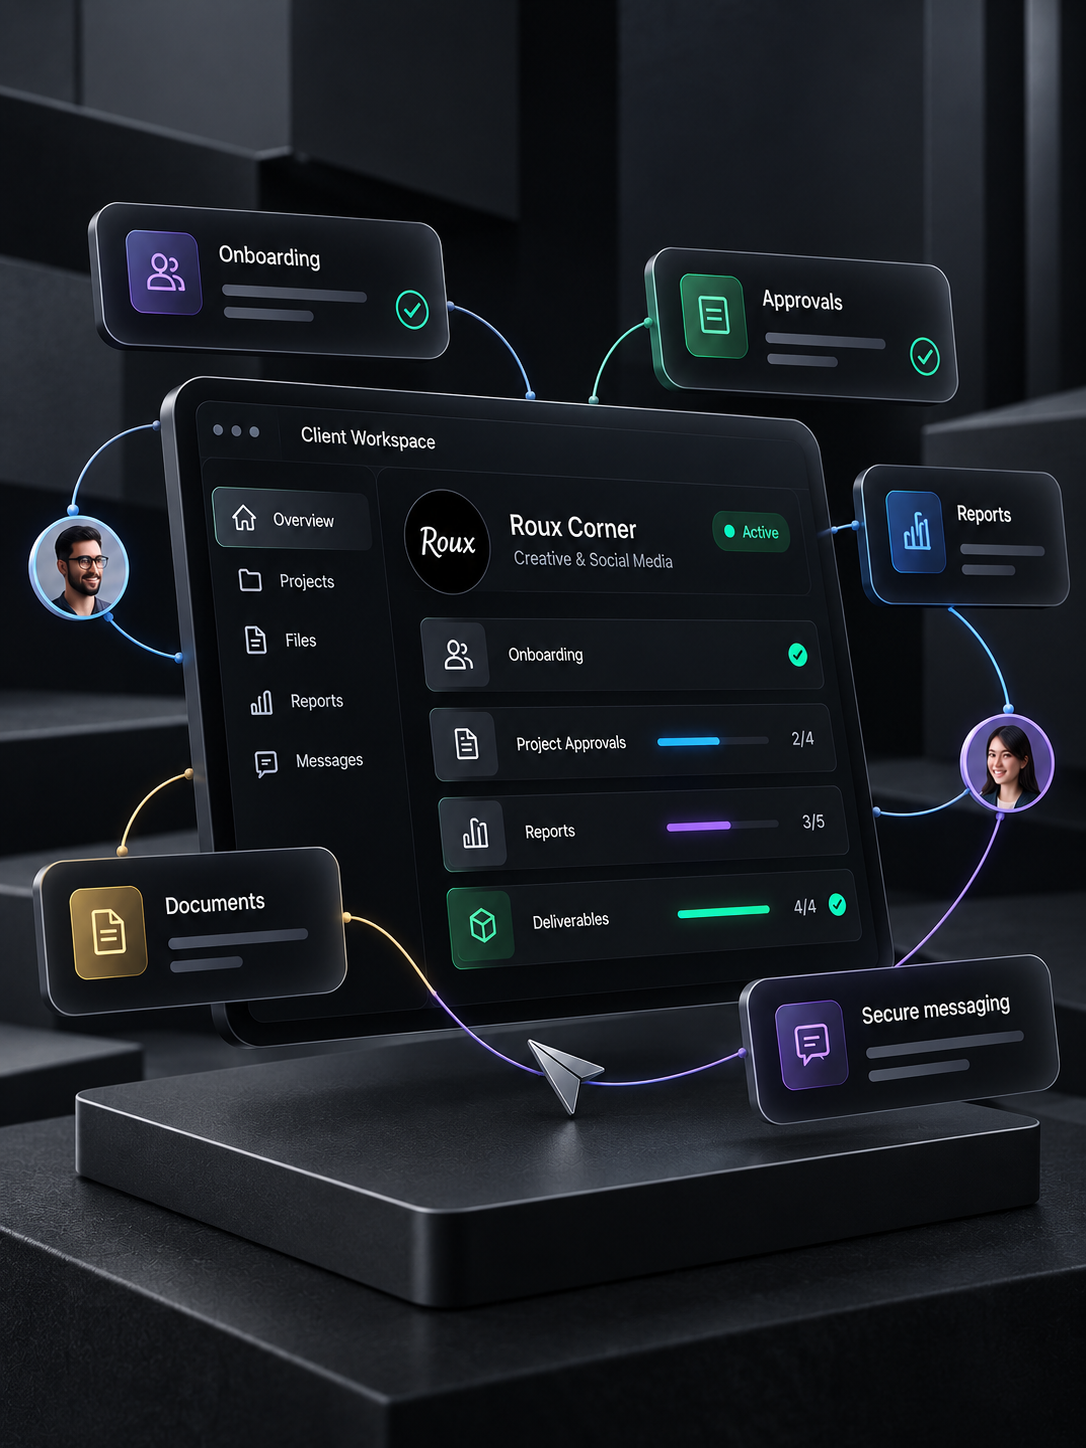 Onboarding
Approvals
Client Workspace
Overview
Projects
Files
Reports
Messages
Roux
Roux Corner
Creative & Social Media
Active
Onboarding
Project Approvals 2/4
Reports 3/5
Deliverables 4/4
Reports
Documents
Secure messaging